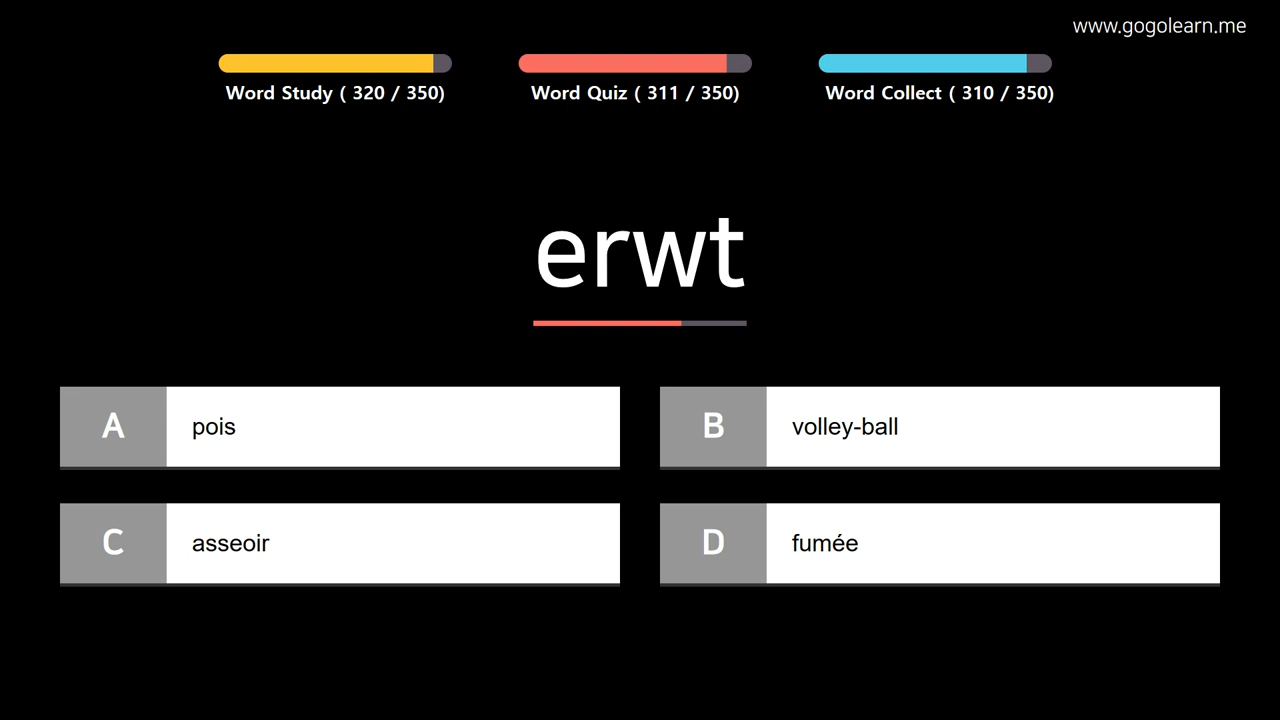 www.gogolearn.me
Word Study ( 320 / 350)
Word Quiz ( 311 / 350)
Word Collect ( 310 / 350)
erwt
A pois
B volley-ball
C asseoir
D fumée